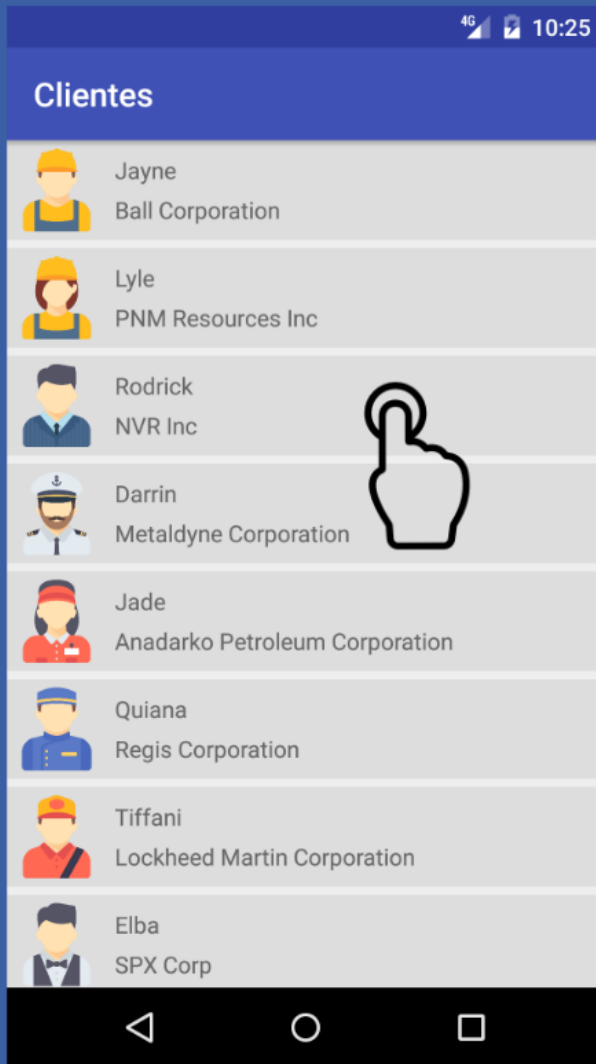 4G 10:25
Clientes
Jayne
Ball Corporation
Lyle
PNM Resources Inc
Rodrick
NVR Inc
Darrin
Metaldyne Corporation
Jade
Anadarko Petroleum Corporation
Quiana
Regis Corporation
Tiffani
Lockheed Martin Corporation
Elba
SPX Corp